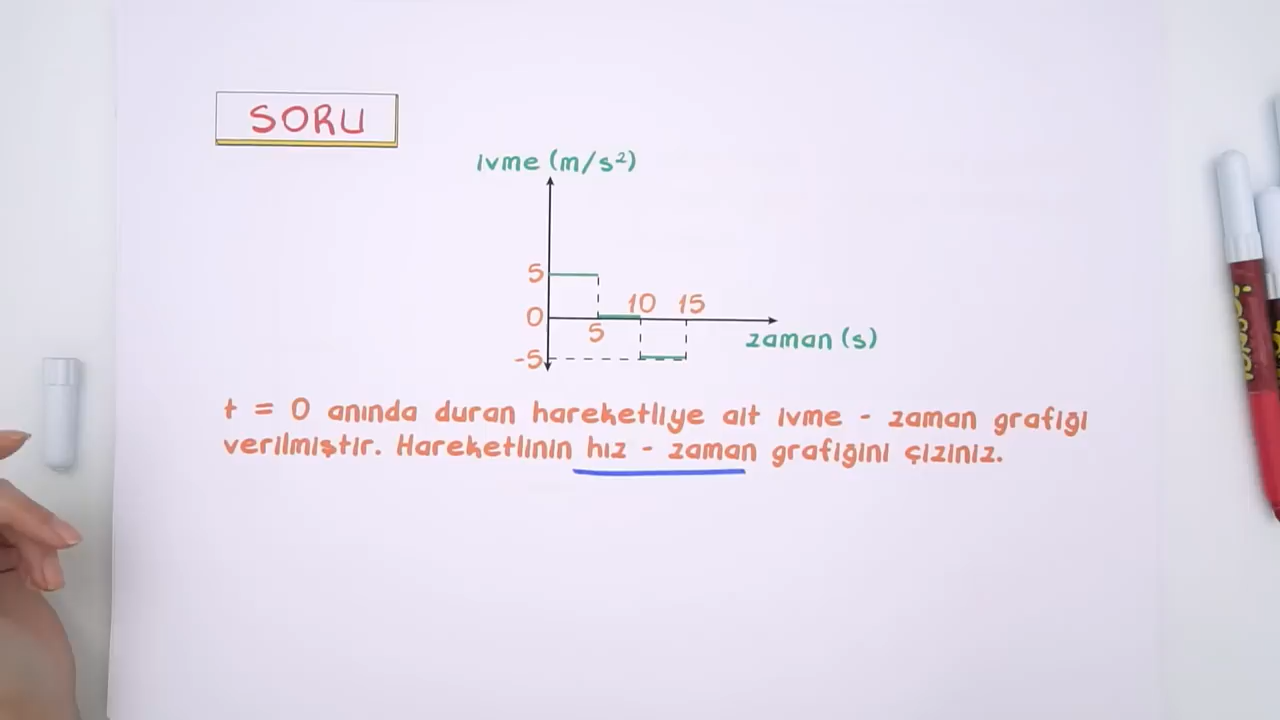 SORU
ivme (m/s²)
5
0
10 15
5
-5
zaman (s)
t = 0 anında duran hareketliye ait ivme - zaman grafiği
verilmiştir. Hareketlinin hız - zaman grafiğini çiziniz.